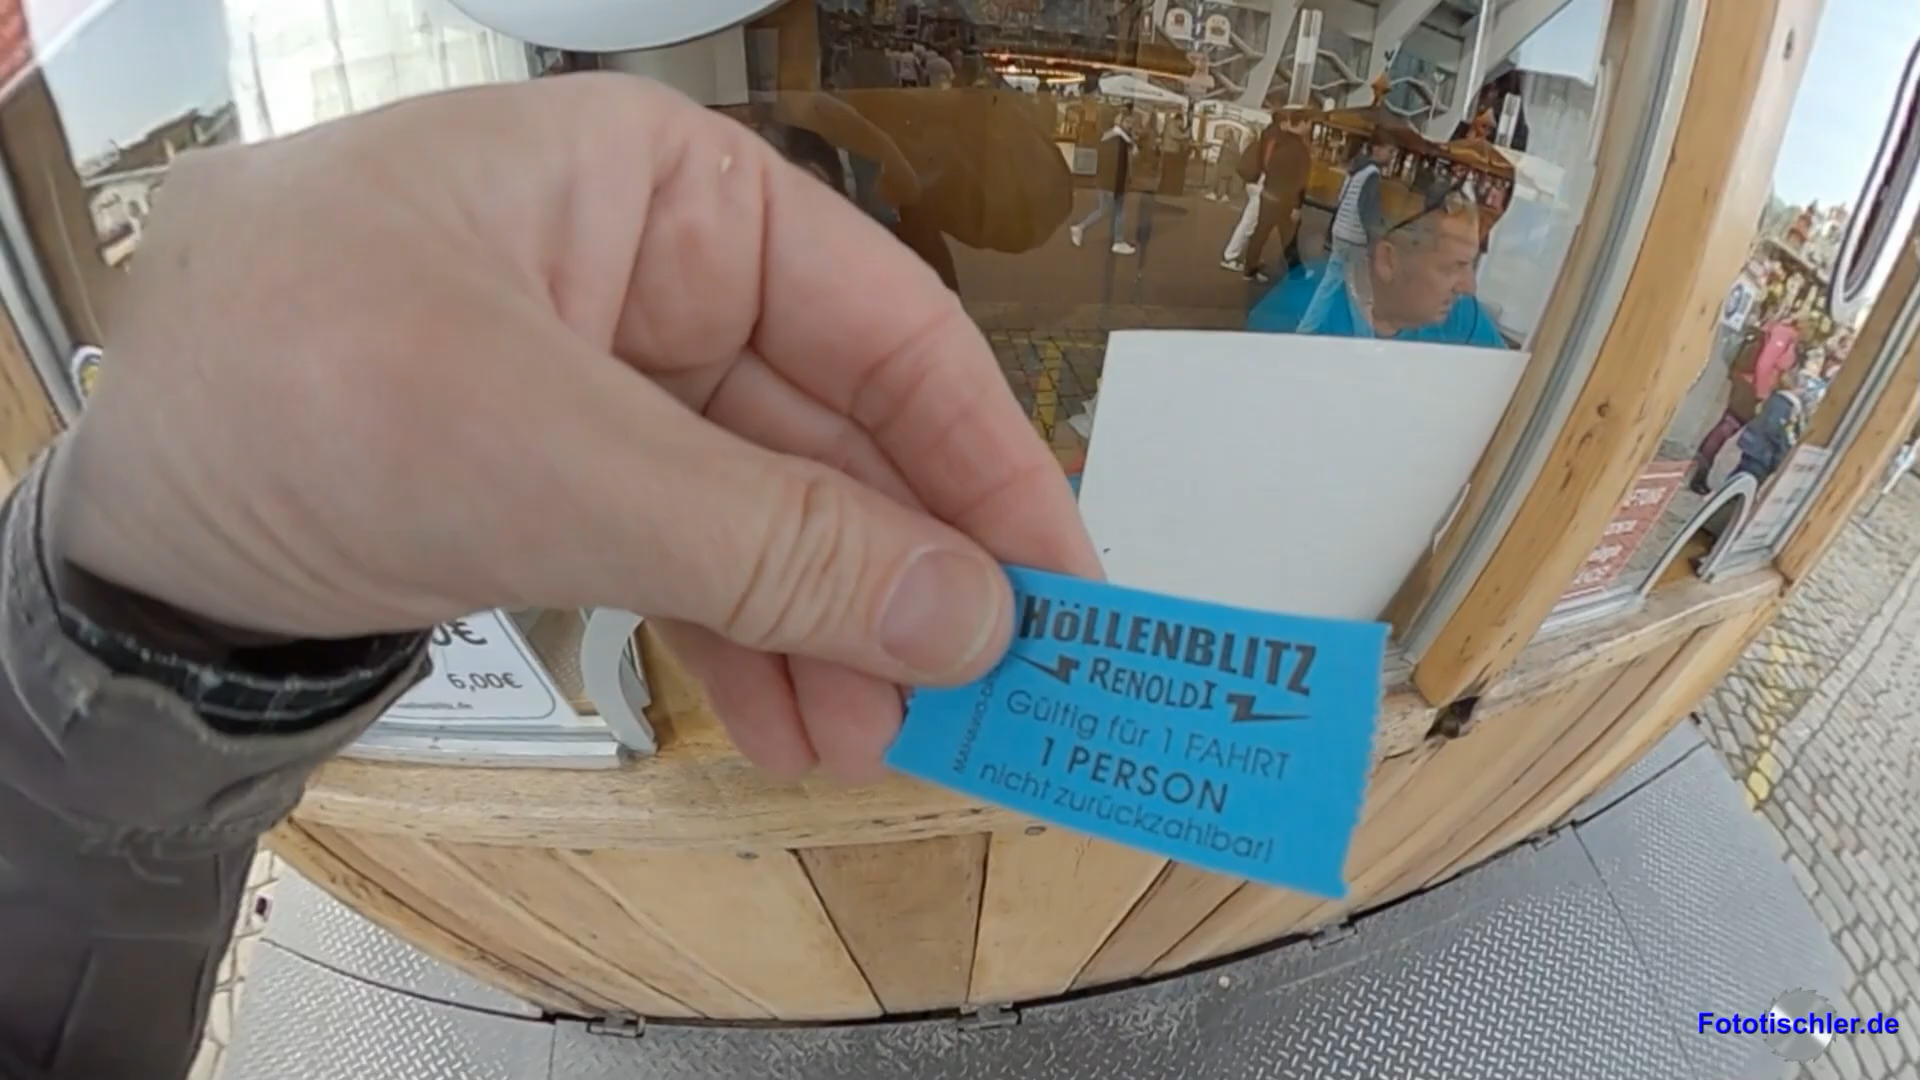 6,00€
HöLLENBLITZ
RENOLDI
Gültig für 1 FAHRT
1 PERSON
nicht zurückzahlbar!
Fototischler.de